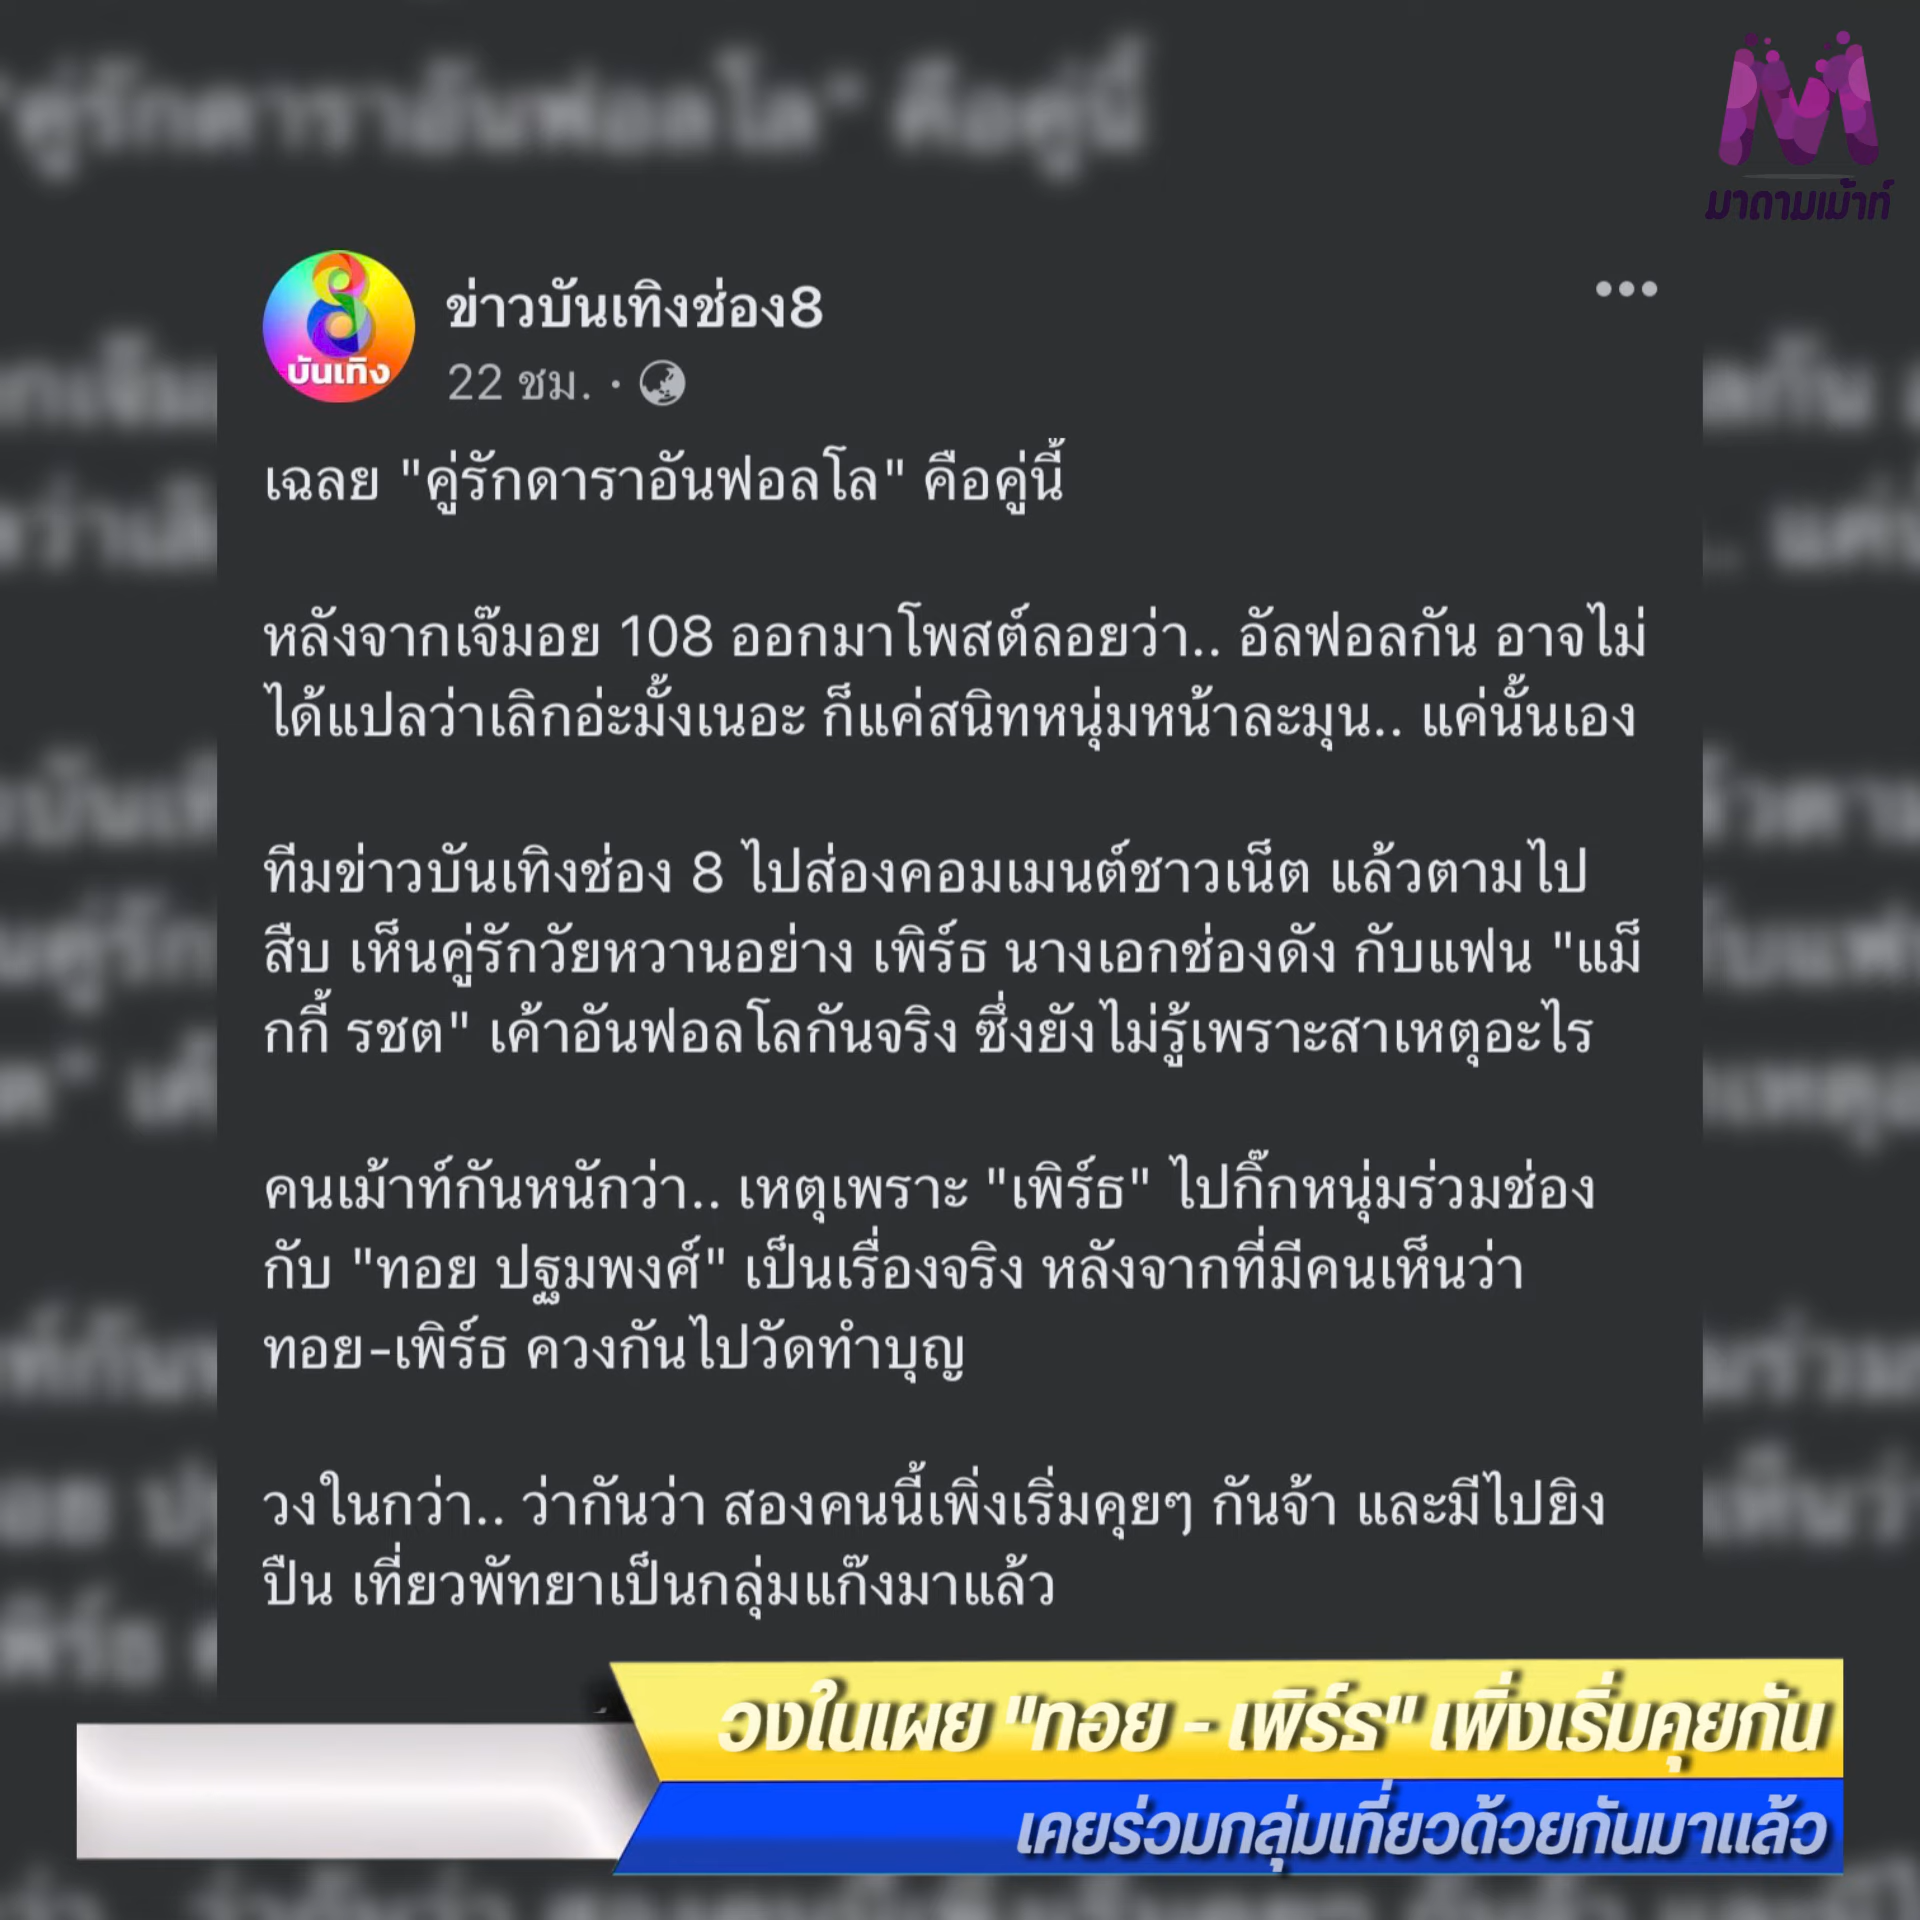 มาดามเม้าท์
ข่าวบันเทิงช่อง8
บันเทิง
22 ชม. ·
เฉลย "คู่รักดาราอันฟอลโล" คือคู่นี้
หลังจากเจ๊มอย 108 ออกมาโพสต์ลอยว่า.. อัลฟอลกัน อาจไม่
ได้แปลว่าเลิกอ่ะมั้งเนอะ ก็แค่สนิทหนุ่มหน้าละมุน.. แค่นั้นเอง
ทีมข่าวบันเทิงช่อง 8 ไปส่องคอมเมนต์ชาวเน็ต แล้วตามไป
สืบ เห็นคู่รักวัยหวานอย่าง เพิร์ธ นางเอกช่องดัง กับแฟน "แม็
กกี้ รชต" เค้าอันฟอลโลกันจริง ซึ่งยังไม่รู้เพราะสาเหตุอะไร
คนเม้าท์กันหนักว่า.. เหตุเพราะ "เพิร์ธ" ไปกิ๊กหนุ่มร่วมช่อง
กับ "ทอย ปฐมพงศ์" เป็นเรื่องจริง หลังจากที่มีคนเห็นว่า
ทอย-เพิร์ธ ควงกันไปวัดทำบุญ
วงในกว่า.. ว่ากันว่า สองคนนี้เพิ่งเริ่มคุยๆ กันจ้า และมีไปยิง
ปืน เที่ยวพัทยาเป็นกลุ่มแก๊งมาแล้ว
วงในเผย "ทอย - เพิร์ธ" เพิ่งเริ่มคุยกัน
เคยร่วมกลุ่มเที่ยวด้วยกันมาแล้ว